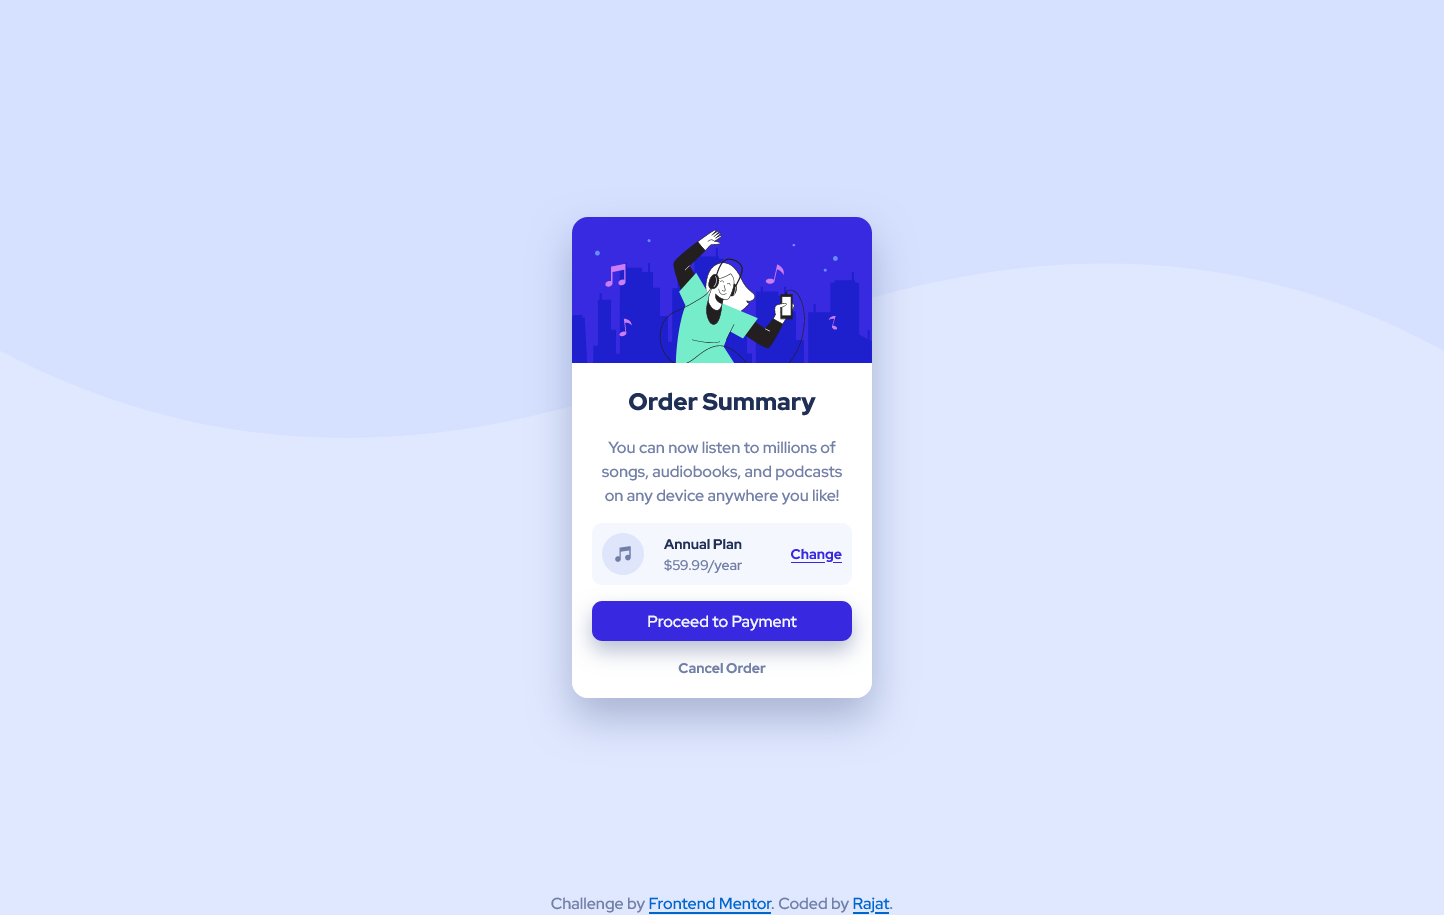 Order Summary
You can now listen to millions of
songs, audiobooks, and podcasts
on any device anywhere you like!
Annual Plan
$59.99/year
Change
Proceed to Payment
Cancel Order
Challenge by Frontend Mentor. Coded by Rajat.